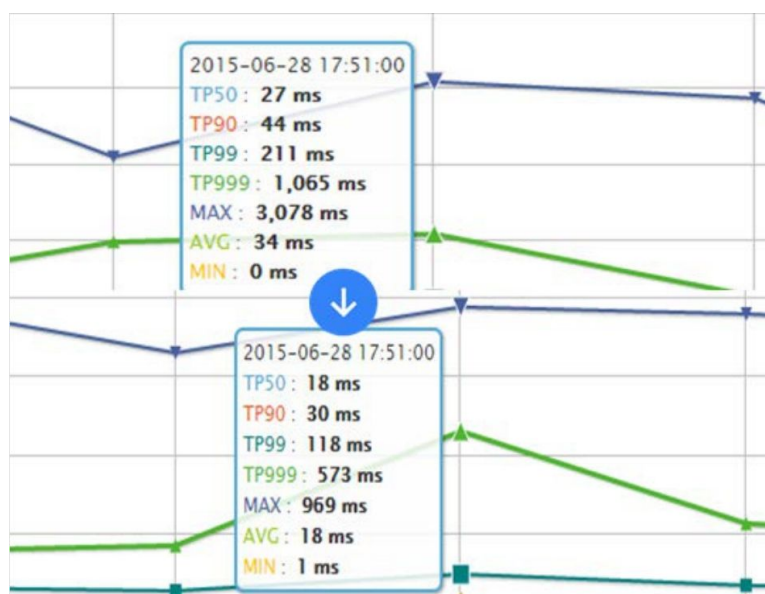 2015-06-28 17:51:00
TP50 : 27 ms
TP90 : 44 ms
TP99 : 211 ms
TP999 : 1,065 ms
MAX : 3,078 ms
AVG : 34 ms
MIN : 0 ms
2015-06-28 17:51:00
TP50 : 18 ms
TP90 : 30 ms
TP99 : 118 ms
TP999 : 573 ms
MAX : 969 ms
AVG : 18 ms
MIN : 1 ms